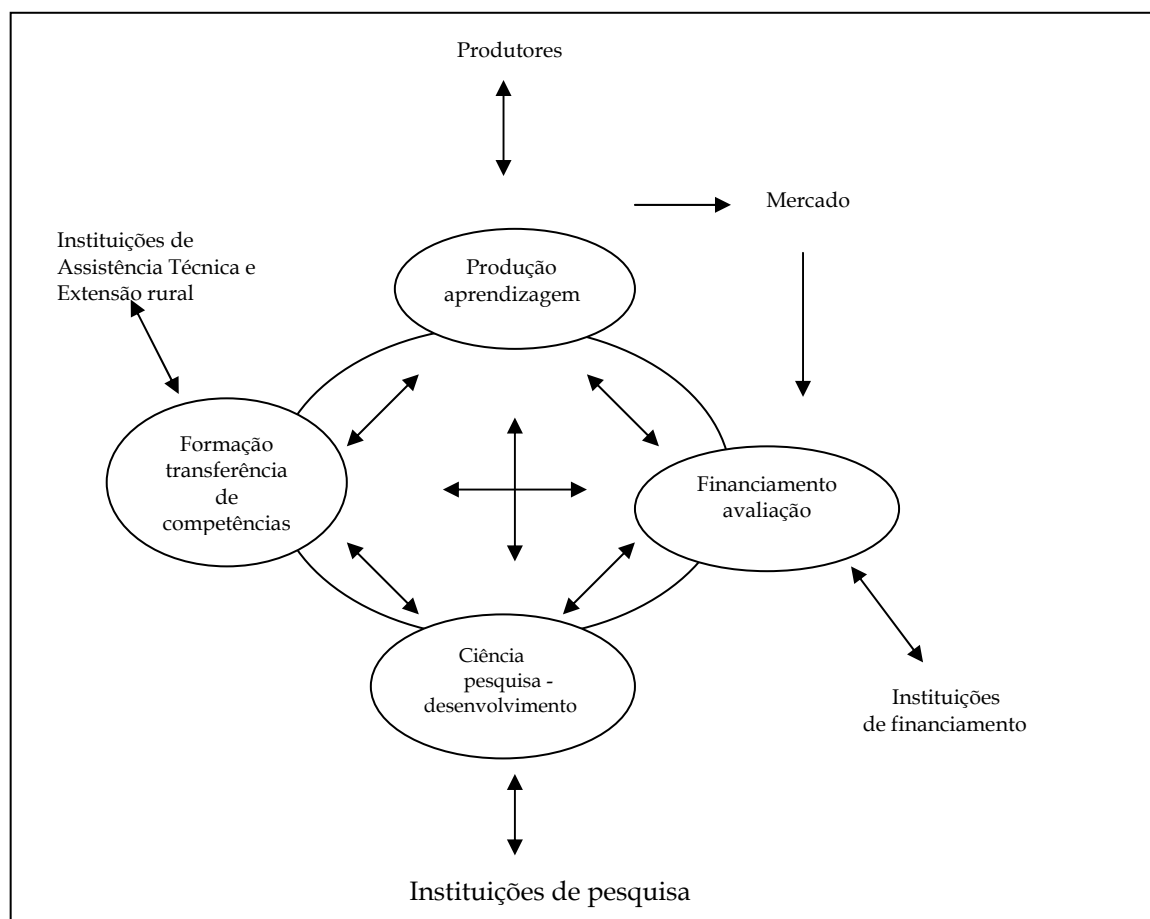 Produtores
Mercado
Instituições de
Assistência Técnica e
Extensão rural
Produção
aprendizagem
Formação
transferência
de
competências
Financiamento
avaliação
Ciência
pesquisa -
desenvolvimento
Instituições
de financiamento
Instituições de pesquisa